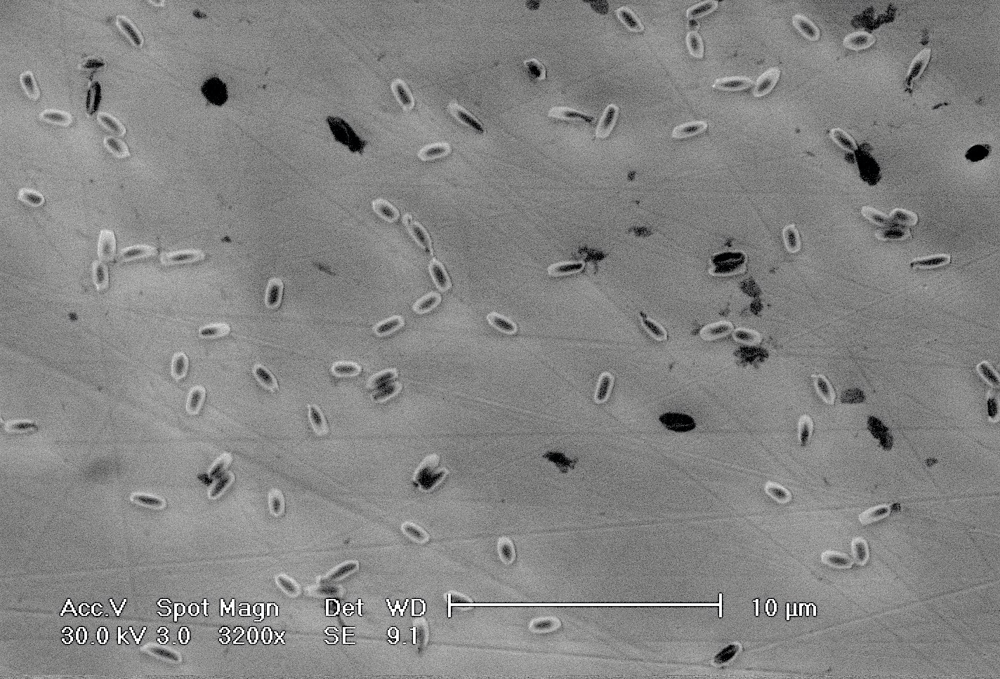 Acc.V Spot Magn Det WD 10 µm
30.0 kV 3.0 3200x SE 9.1